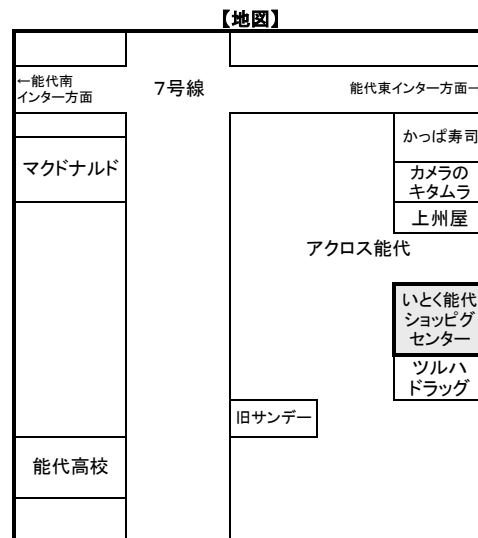 【地図】
←能代南
インター方面
7号線
能代東インター方面→
かっぱ寿司
マクドナルド
カメラの
キタムラ
上州屋
アクロス能代
いとく能代
ショッピグ
センター
ツルハ
ドラッグ
旧サンデー
能代高校